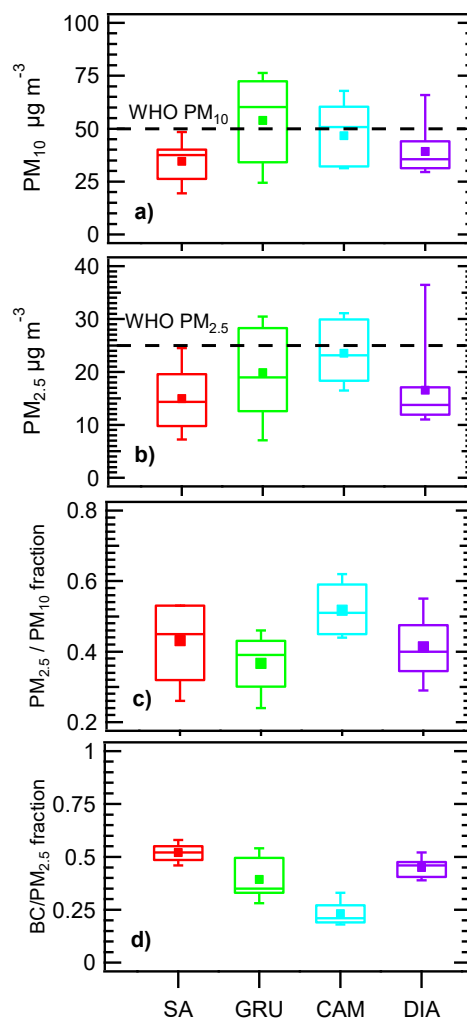 100
75
50
25
0
PM10 µg m-3
WHO PM10
a)
40
30
20
10
0
PM2.5 µg m-3
WHO PM2.5
b)
0.8
0.6
0.4
0.2
PM2.5 / PM10 fraction
c)
1
0.75
0.5
0.25
0
BC/PM2.5 fraction
d)
SA GRU CAM DIA